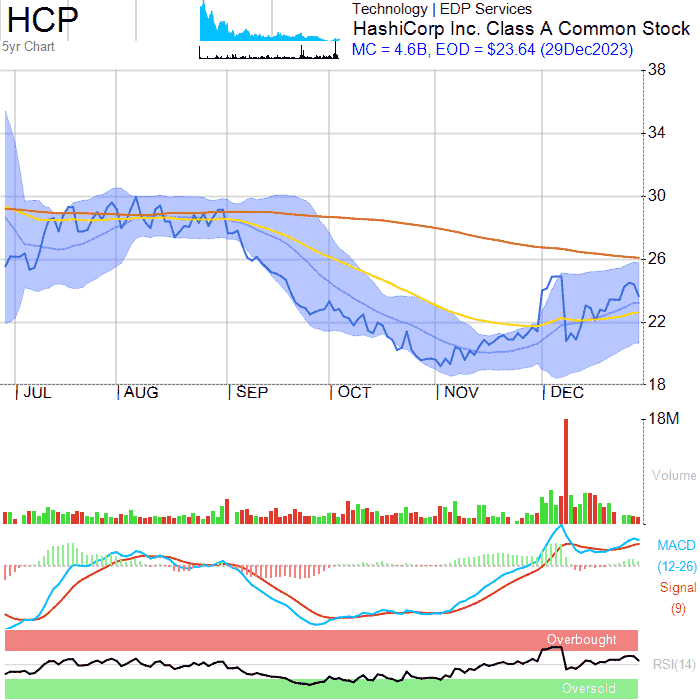 HCP
5yr Chart
Technology | EDP Services
HashiCorp Inc. Class A Common Stock
MC = 4.6B, EOD = $23.64 (29Dec2023)
38
34
30
26
22
18
JUL
AUG
SEP
OCT
NOV
DEC
18M
Volume
MACD
(12-26)
Signal
(9)
Overbought
RSI(14)
Oversold